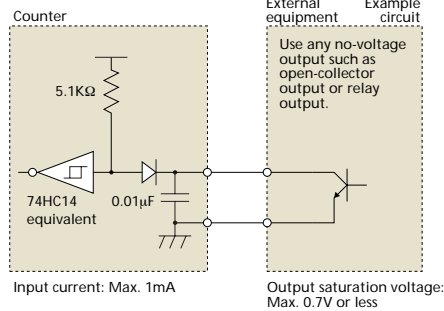 Counter
External equipment
Example circuit
Use any no-voltage
output such as
open-collector
output or relay
output.
5.1KΩ
74HC14
equivalent
0.01μF
Input current: Max. 1mA
Output saturation voltage:
Max. 0.7V or less